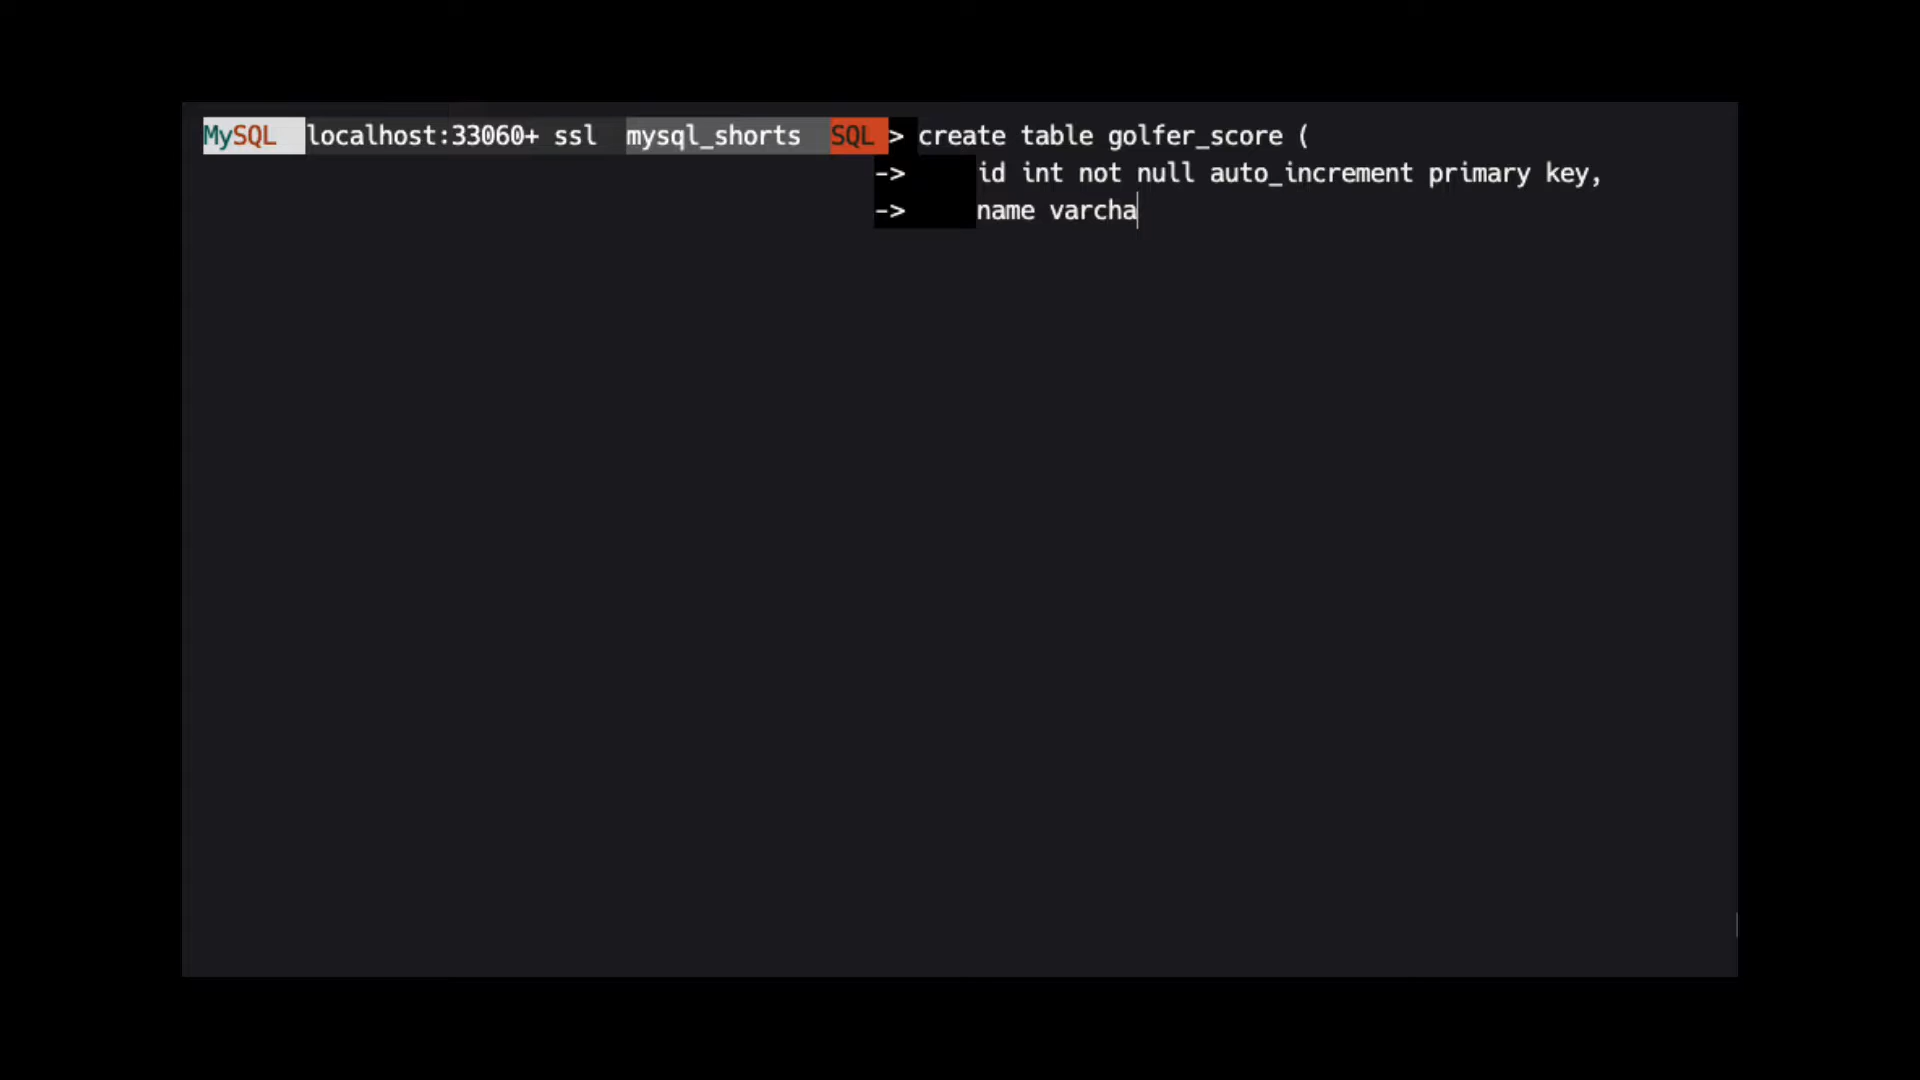 MySQL localhost:33060+ ssl mysql_shorts SQL > create table golfer_score (
-> id int not null auto_increment primary key,
-> name varcha